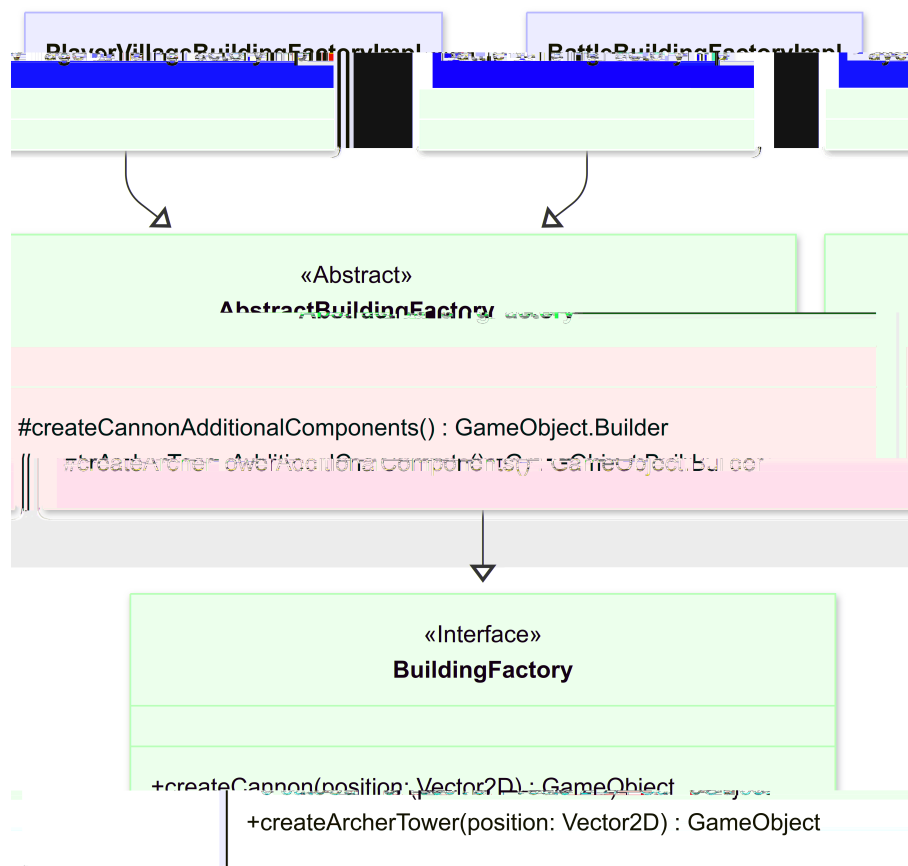 PlayerVillageBuildingFactoryImpl
BattleBuildingFactoryImpl
«Abstract»
AbstractBuildingFactory
#createCannonAdditionalComponents() : GameObject.Builder
«Interface»
BuildingFactory
+createCannon(position: Vector2D) : GameObject
+createArcherTower(position: Vector2D) : GameObject